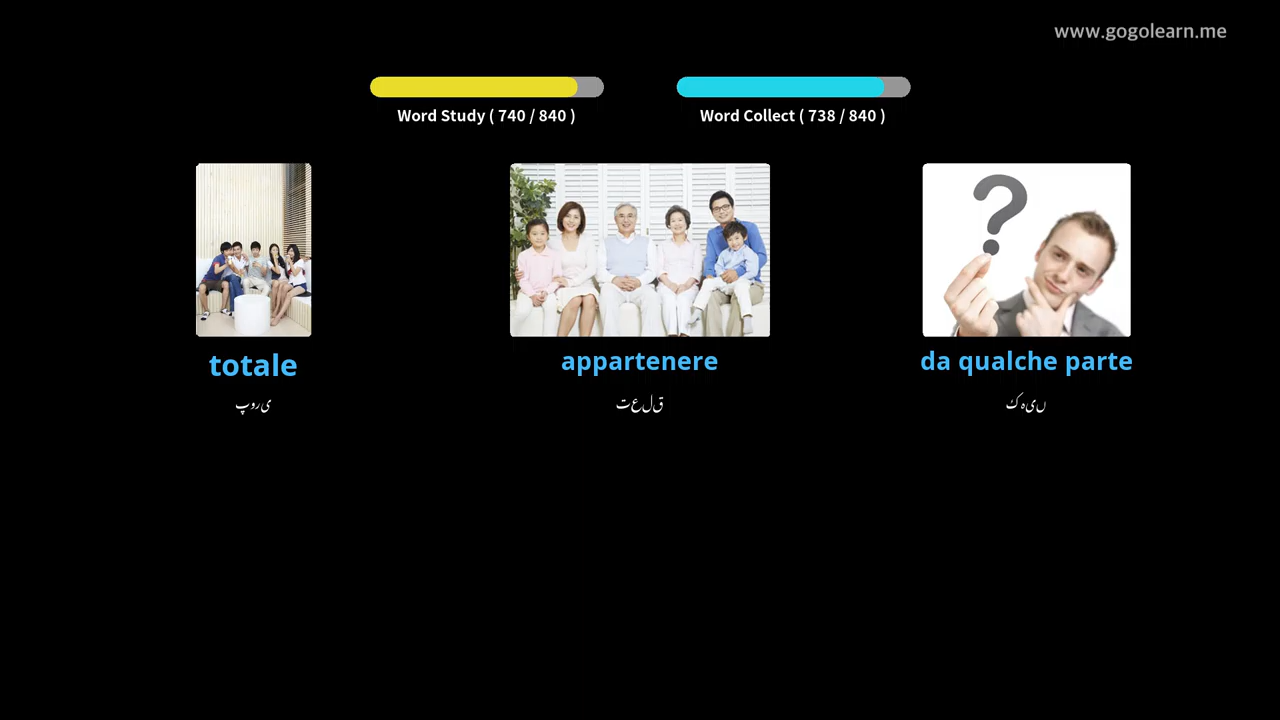 www.gogolearn.me
Word Study ( 740 / 840 )
Word Collect ( 738 / 840 )
totale
appartenere
da qualche parte
یروپ
قلعت
ںیہک